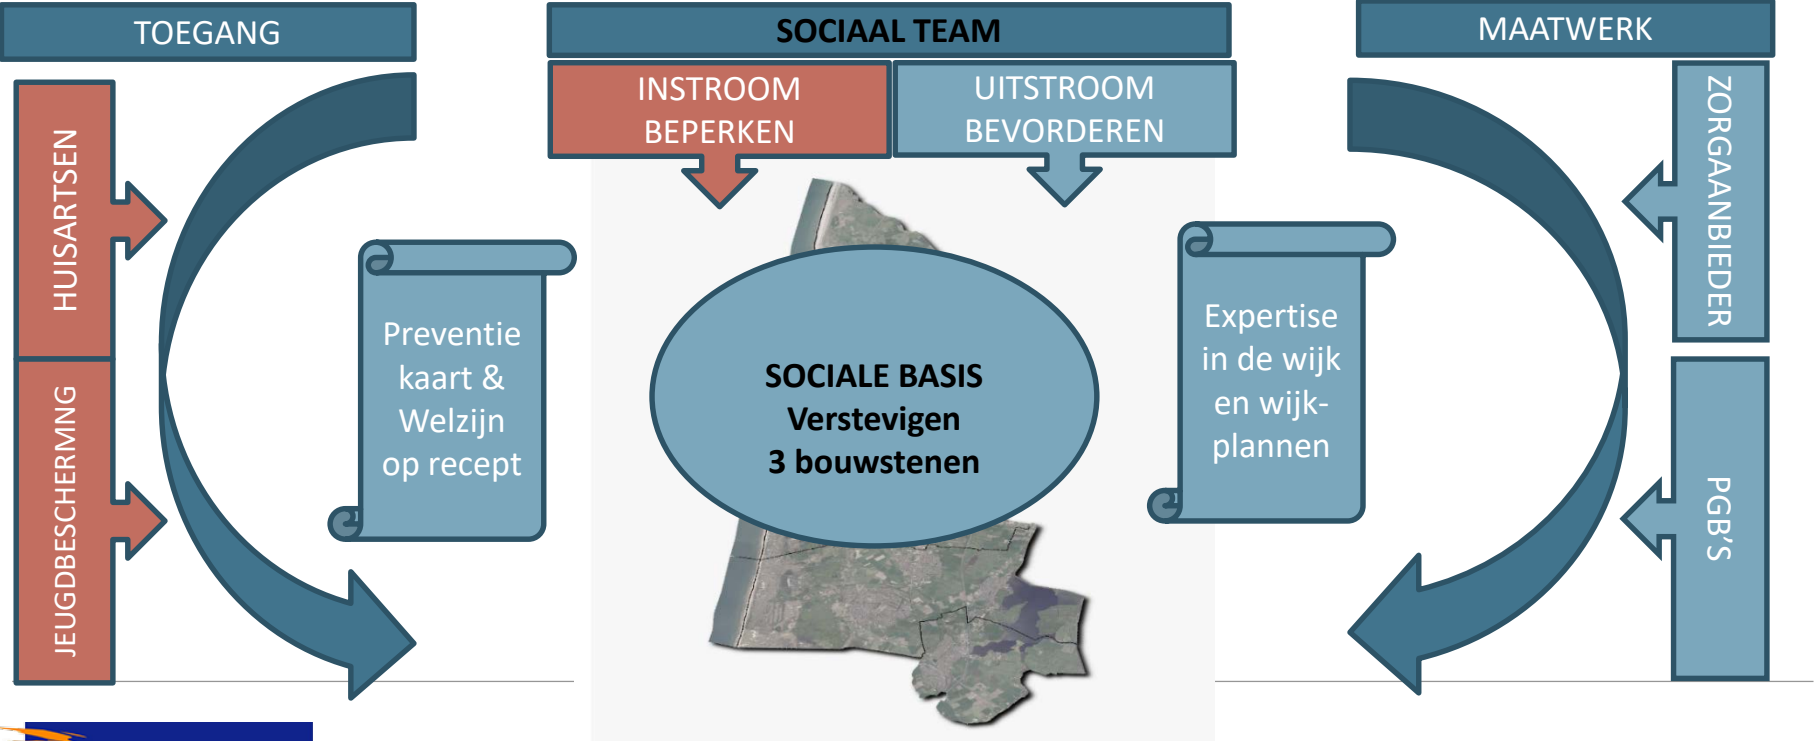 TOEGANG
SOCIAAL TEAM
MAATWERK
INSTROOM
BEPERKEN
UITSTROOM
BEVORDEREN
HUISARTSEN
JEUGDBESCHERMNG
Preventie
kaart &
Welzijn
op recept
SOCIALE BASIS
Verstevigen
3 bouwstenen
Expertise
in de wijk
en wijk-
plannen
ZORGAANBIEDER
PGB'S